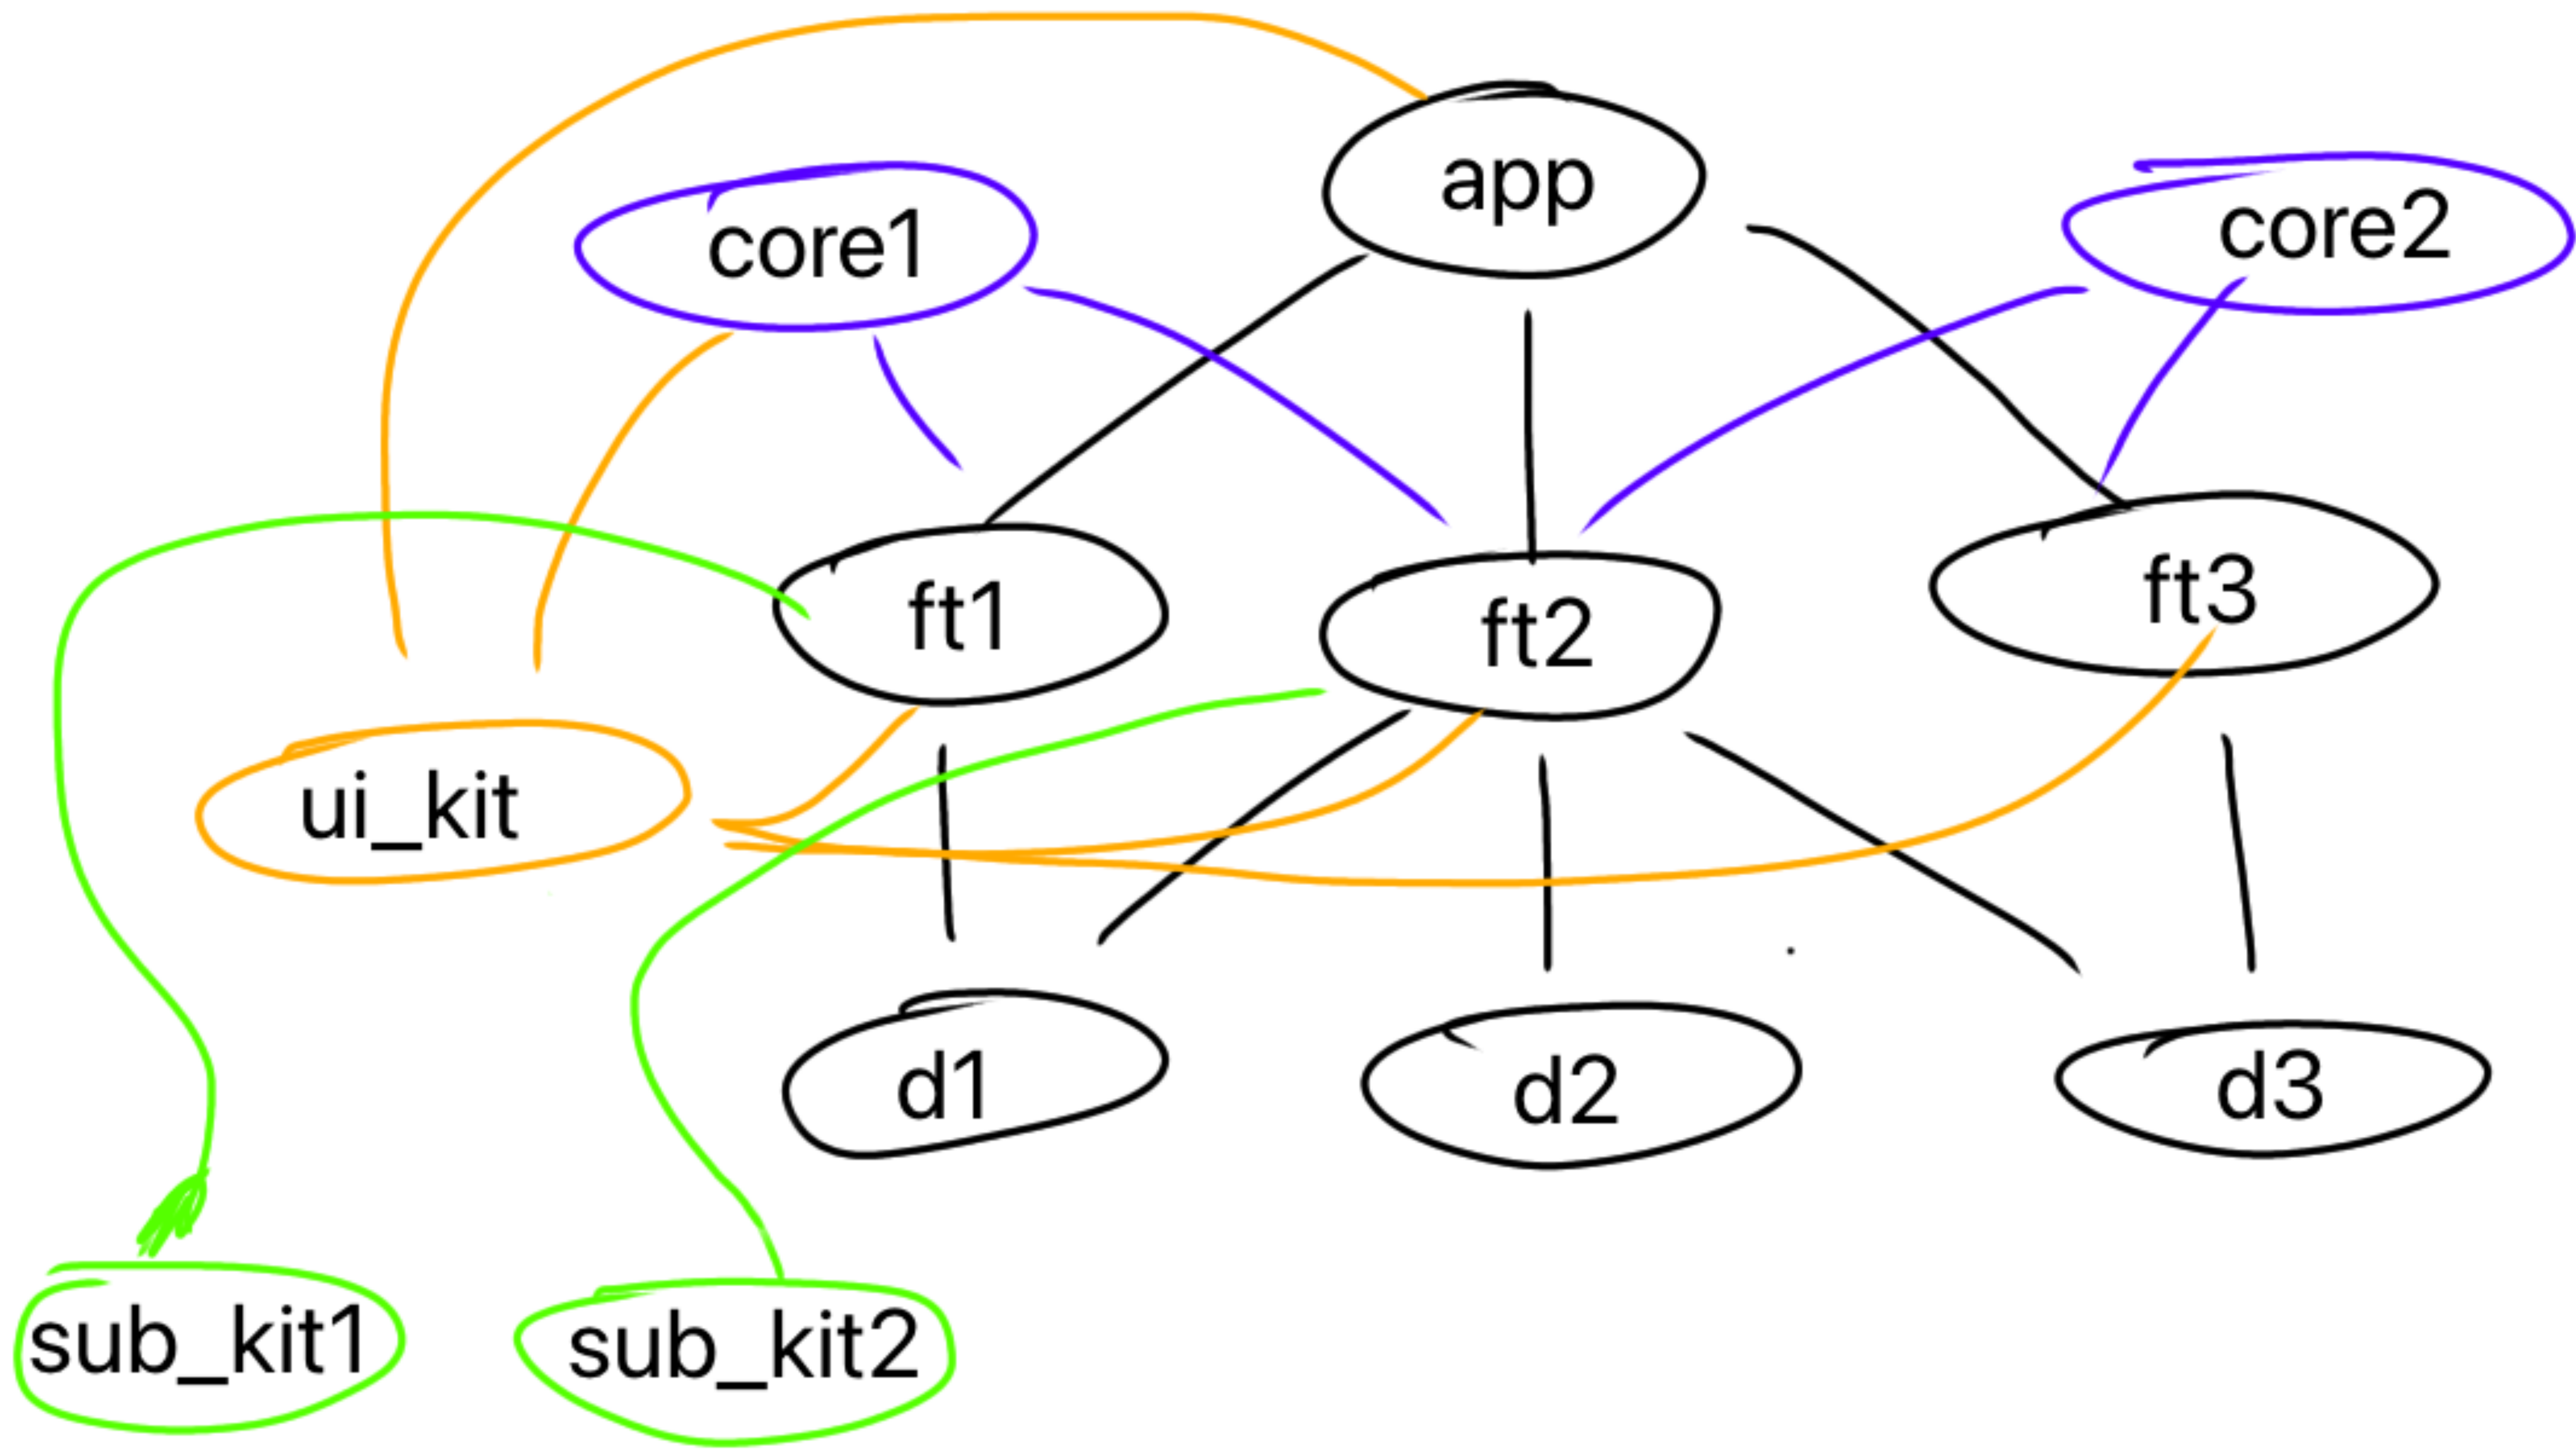 app
core1
core2
ft1
ft2
ft3
ui_kit
d1
d2
d3
sub_kit1
sub_kit2